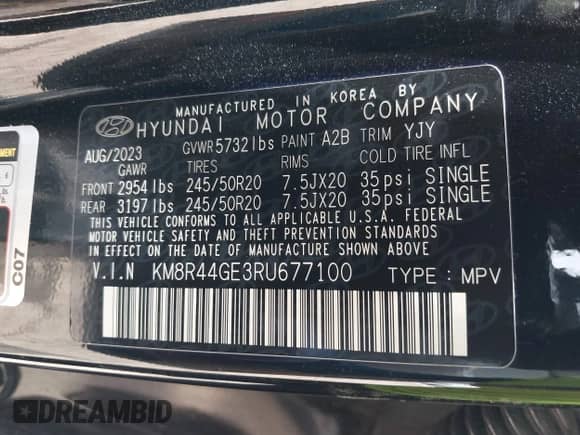 MANUFACTURED IN KOREA BY
HYUNDAI MOTOR COMPANY
AUG/2023 GVWR 5732 lbs PAINT A2B TRIM YJY
GAWR TIRES RIMS COLD TIRE INFL
FRONT 2954 lbs 245/50R20 7.5JX20 35psi SINGLE
REAR 3197 lbs 245/50R20 7.5JX20 35psi SINGLE
THIS VEHICLE CONFORMS TO ALL APPLICABLE U.S.A. FEDERAL
MOTOR VEHICLE SAFETY AND THEFT PREVENTION STANDARDS
IN EFFECT ON THE DATE OF MANUFACTURE SHOWN ABOVE
V.I.N KM8R44GE3RU677100 TYPE : MPV
C07
DREAMBID